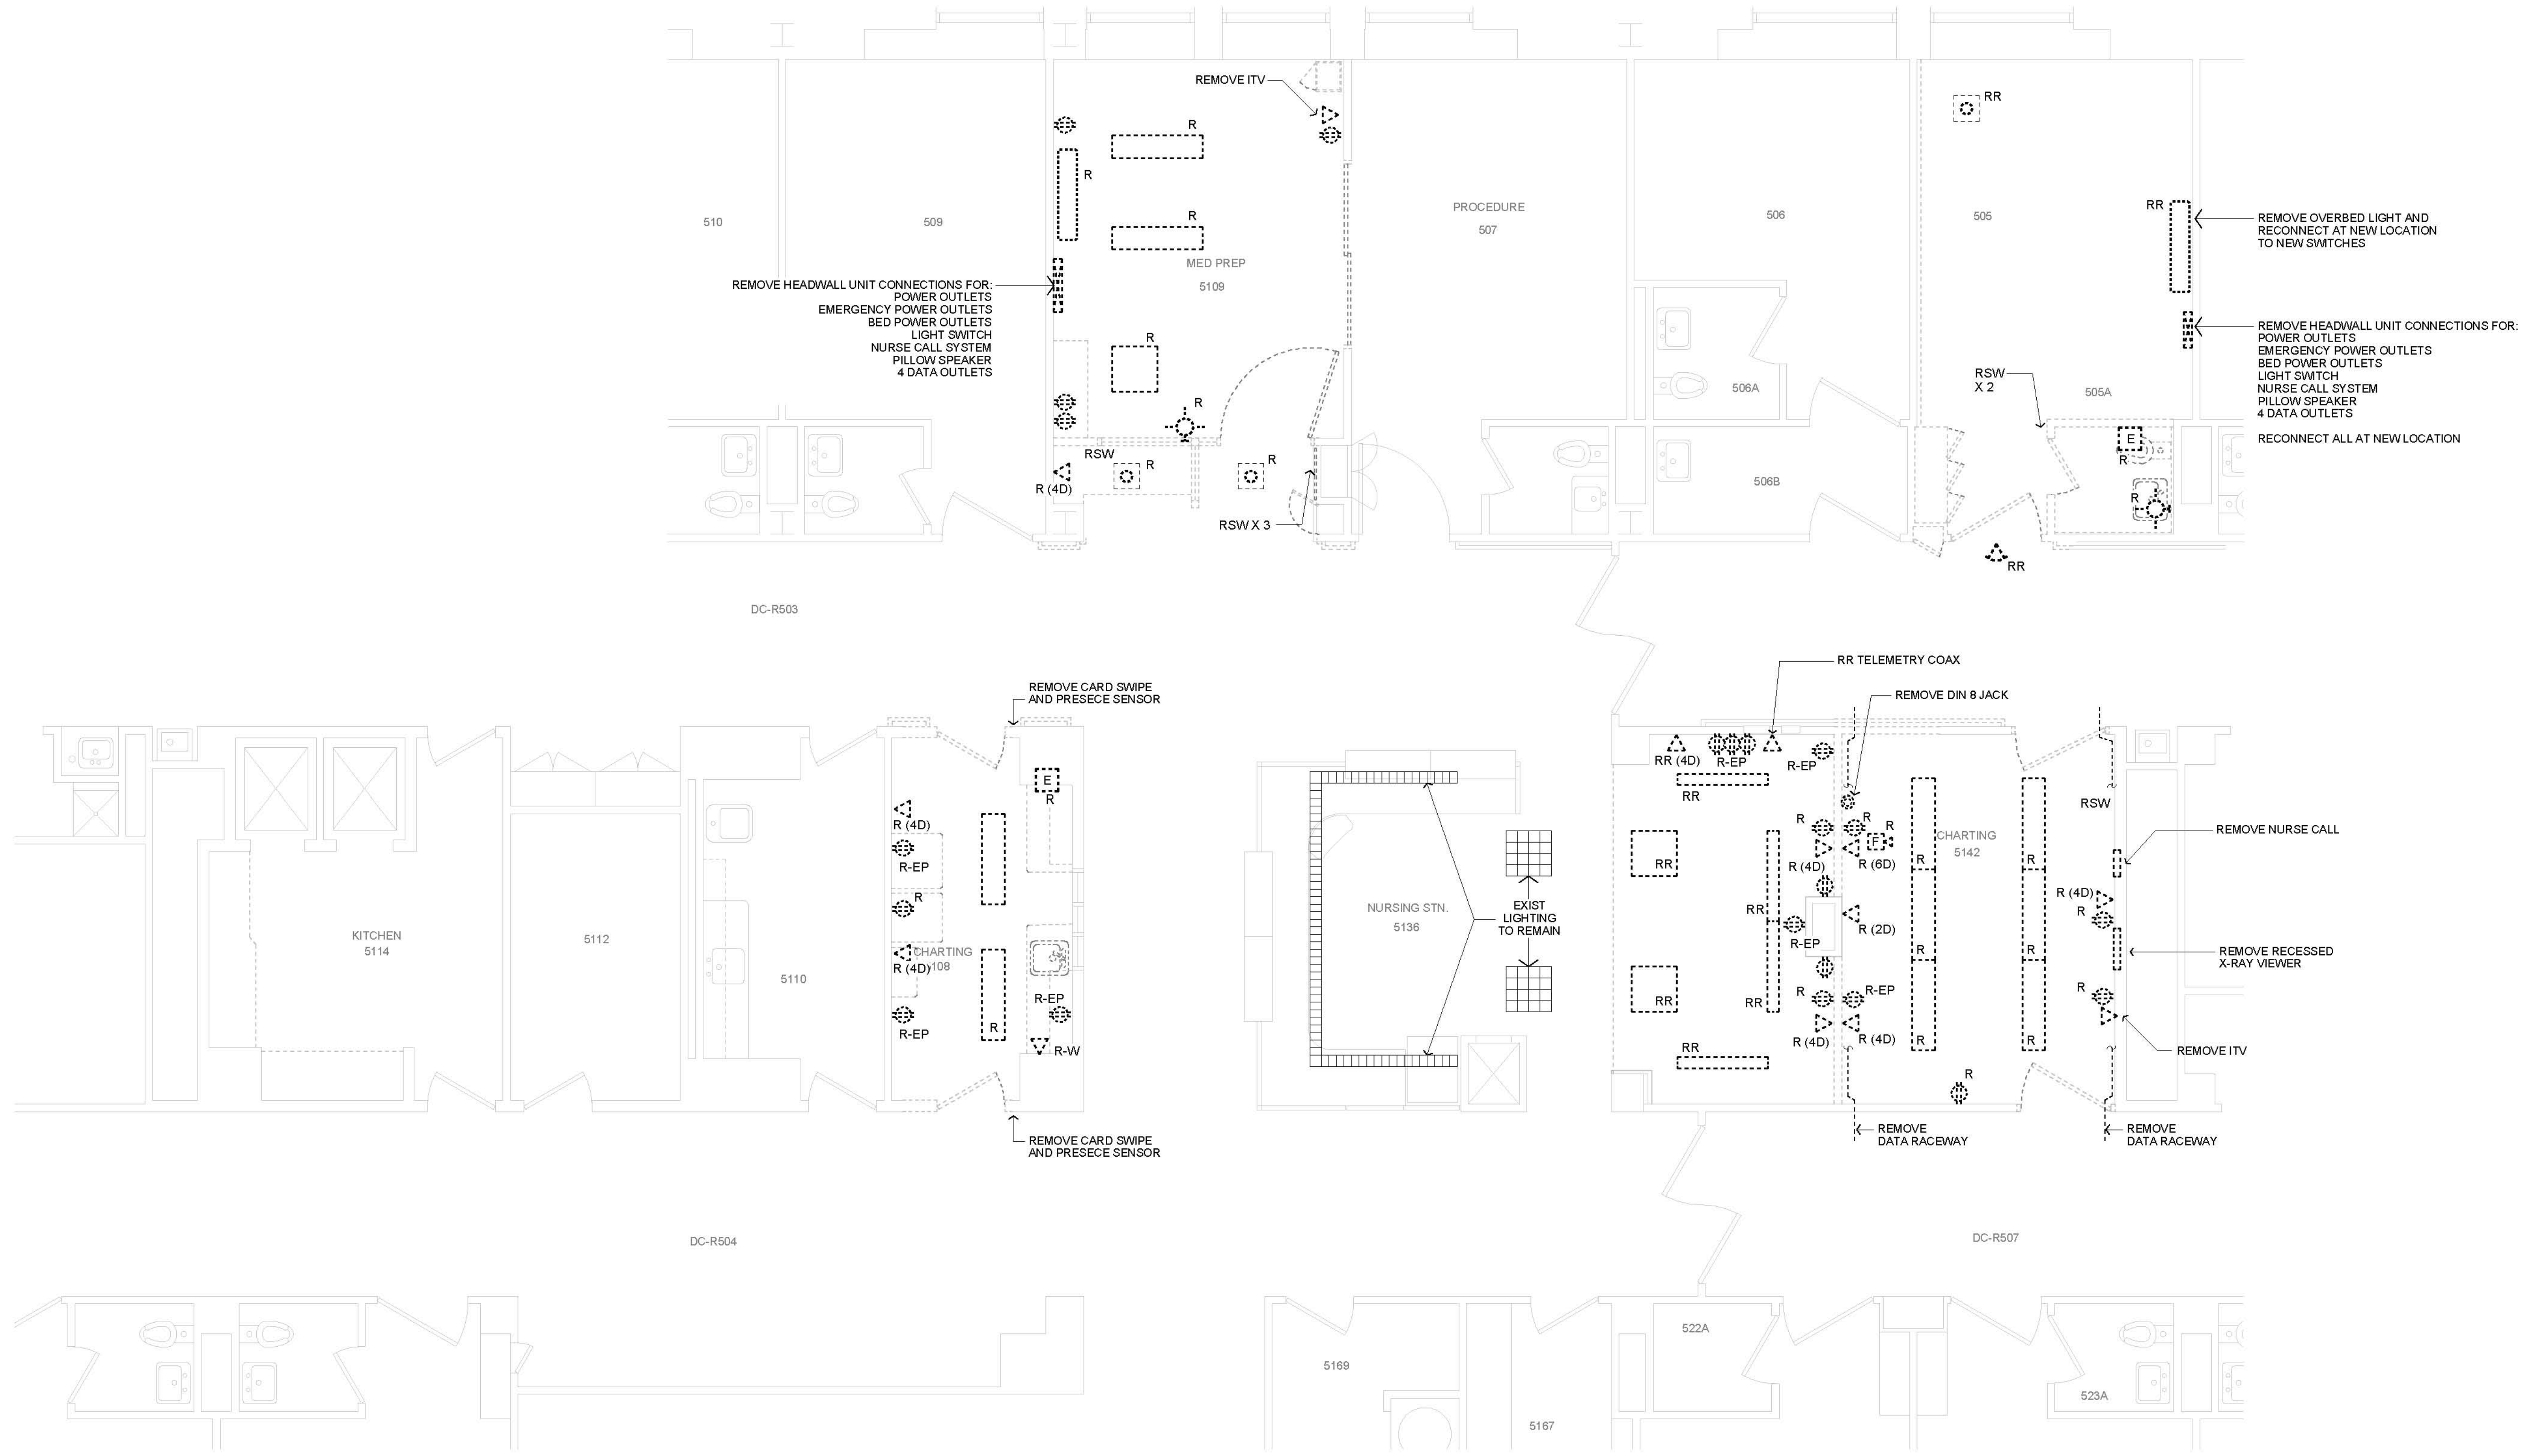 REMOVE ITV
R
R
RR
R
510
509
PROCEDURE
507
506
505
RR
REMOVE OVERBED LIGHT AND
RECONNECT AT NEW LOCATION
TO NEW SWITCHES
MED PREP
5109
REMOVE HEADWALL UNIT CONNECTIONS FOR:
POWER OUTLETS
EMERGENCY POWER OUTLETS
BED POWER OUTLETS
LIGHT SWITCH
NURSE CALL SYSTEM
PILLOW SPEAKER
4 DATA OUTLETS
REMOVE HEADWALL UNIT CONNECTIONS FOR:
POWER OUTLETS
EMERGENCY POWER OUTLETS
BED POWER OUTLETS
LIGHT SWITCH
NURSE CALL SYSTEM
PILLOW SPEAKER
4 DATA OUTLETS
RECONNECT ALL AT NEW LOCATION
R
R
506A
RSW
X 2
505A
E
R
RSW
R
R
R (4D)
506B
R
RSW X 3
RR
DC-R503
RR TELEMETRY COAX
REMOVE CARD SWIPE
AND PRESECE SENSOR
REMOVE DIN 8 JACK
RR (4D)
R-EP
R-EP
E
R
RR
RSW
R (4D)
R-EP
R
R
R
F
CHARTING
5142
REMOVE NURSE CALL
RR
R (4D)
R (6D)
R
R
R
R (4D)
R
KITCHEN
5114
5112
5110
CHARTING
5108
R (4D)
NURSING STN.
5136
EXIST
LIGHTING
TO REMAIN
RR
R-EP
R (2D)
R
R
REMOVE RECESSED
X-RAY VIEWER
R-EP
R-EP
R
R-W
RR
RR
R
R-EP
R
R (4D)
R (4D)
R
R
RR
REMOVE ITV
R
REMOVE CARD SWIPE
AND PRESECE SENSOR
REMOVE
DATA RACEWAY
REMOVE
DATA RACEWAY
DC-R504
DC-R507
522A
5169
523A
5167